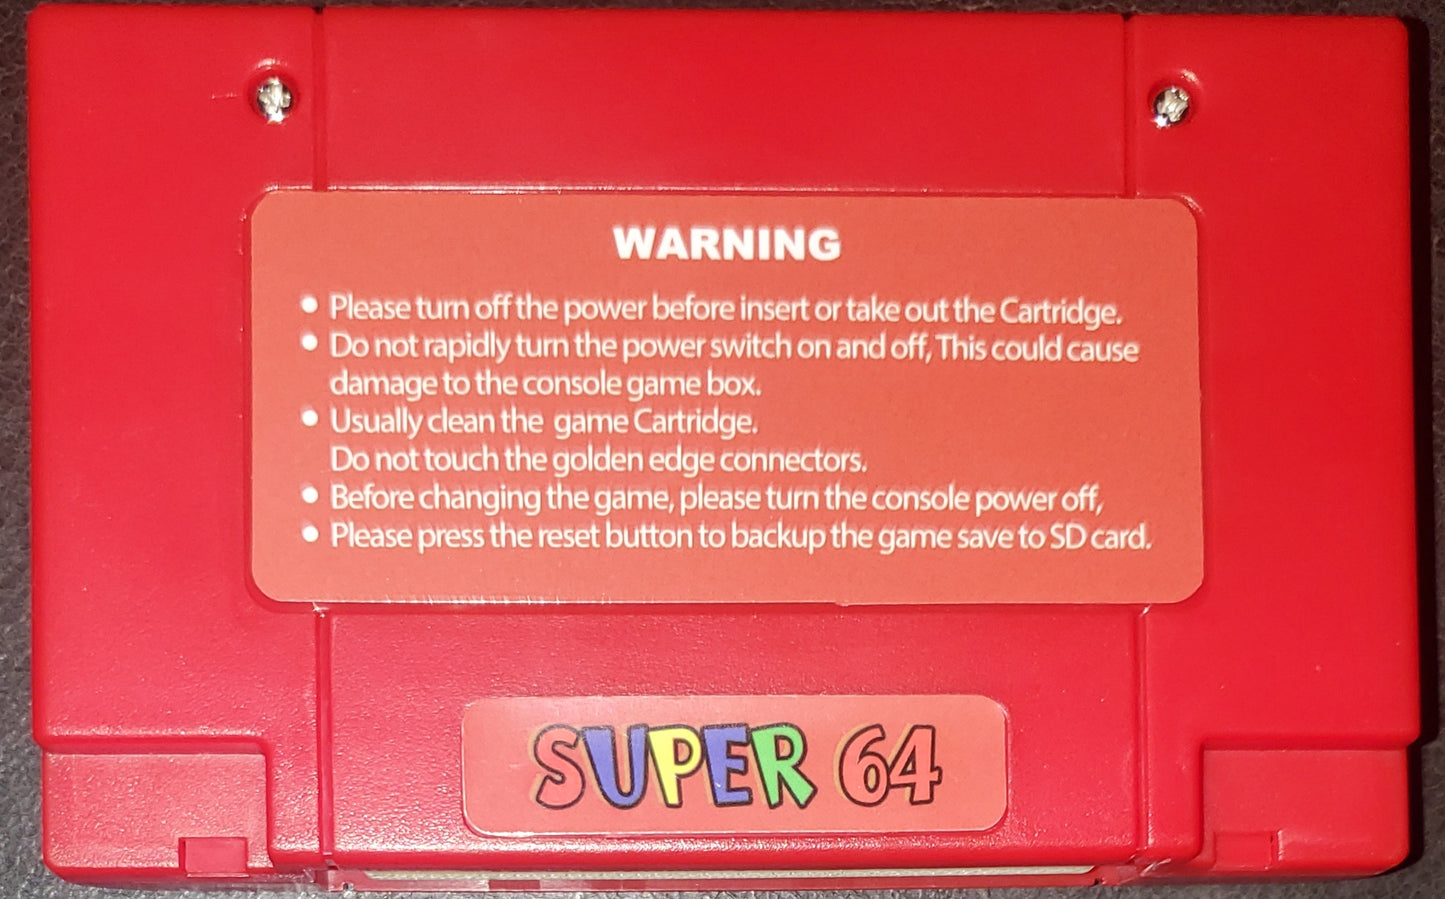 WARNING
• Please turn off the power before insert or take out the Cartridge.
• Do not rapidly turn the power switch on and off, This could cause
damage to the console game box.
• Usually clean the game Cartridge.
Do not touch the golden edge connectors.
• Before changing the game, please turn the console power off,
• Please press the reset button to backup the game save to SD card.
SUPER 64